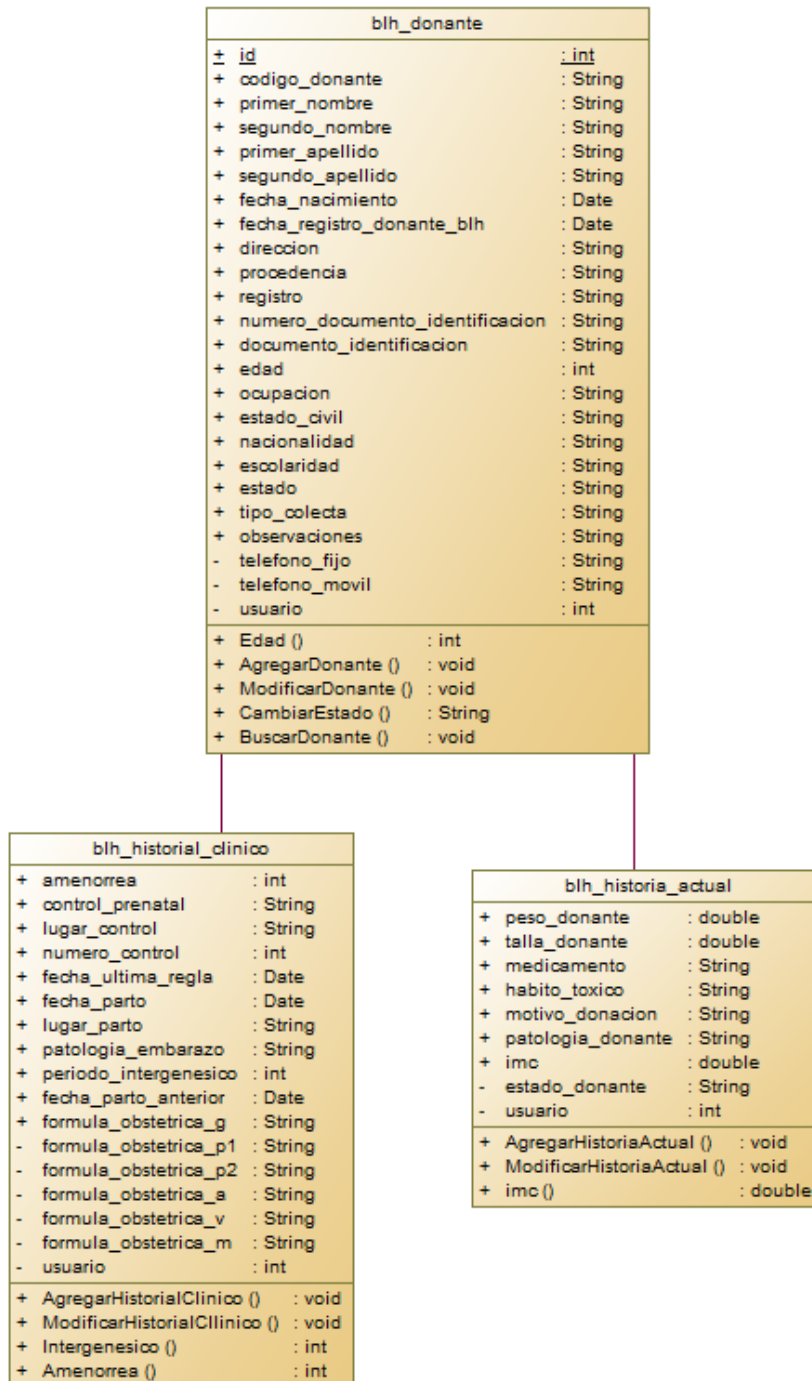 blh_donante
+ id : int
+ codigo_donante : String
+ primer_nombre : String
+ segundo_nombre : String
+ primer_apellido : String
+ segundo_apellido : String
+ fecha_nacimiento : Date
+ fecha_registro_donante_blh : Date
+ direccion : String
+ procedencia : String
+ registro : String
+ numero_documento_identificacion : String
+ documento_identificacion : String
+ edad : int
+ ocupacion : String
+ estado_civil : String
+ nacionalidad : String
+ escolaridad : String
+ estado : String
+ tipo_colecta : String
+ observaciones : String
- telefono_fijo : String
- telefono_movil : String
- usuario : int
+ Edad () : int
+ AgregarDonante () : void
+ ModificarDonante () : void
+ CambiarEstado () : String
+ BuscarDonante () : void
blh_historial_clinico
+ amenorrea : int
+ control_prenatal : String
+ lugar_control : String
+ numero_control : int
+ fecha_ultima_regla : Date
+ fecha_parto : Date
+ lugar_parto : String
+ patologia_embarazo : String
+ periodo_intergenesico : int
+ fecha_parto_anterior : Date
+ formula_obstetrica_g : String
- formula_obstetrica_p1 : String
- formula_obstetrica_p2 : String
- formula_obstetrica_a : String
- formula_obstetrica_v : String
- formula_obstetrica_m : String
- usuario : int
+ AgregarHistorialClinico () : void
+ ModificarHistorialCllinico () : void
+ Intergenesico () : int
+ Amenorrea () : int
blh_historia_actual
+ peso_donante : double
+ talla_donante : double
+ medicamento : String
+ habito_toxico : String
+ motivo_donacion : String
+ patologia_donante : String
+ imc : double
- estado_donante : String
- usuario : int
+ AgregarHistoriaActual () : void
+ ModificarHistoriaActual () : void
+ imc () : double